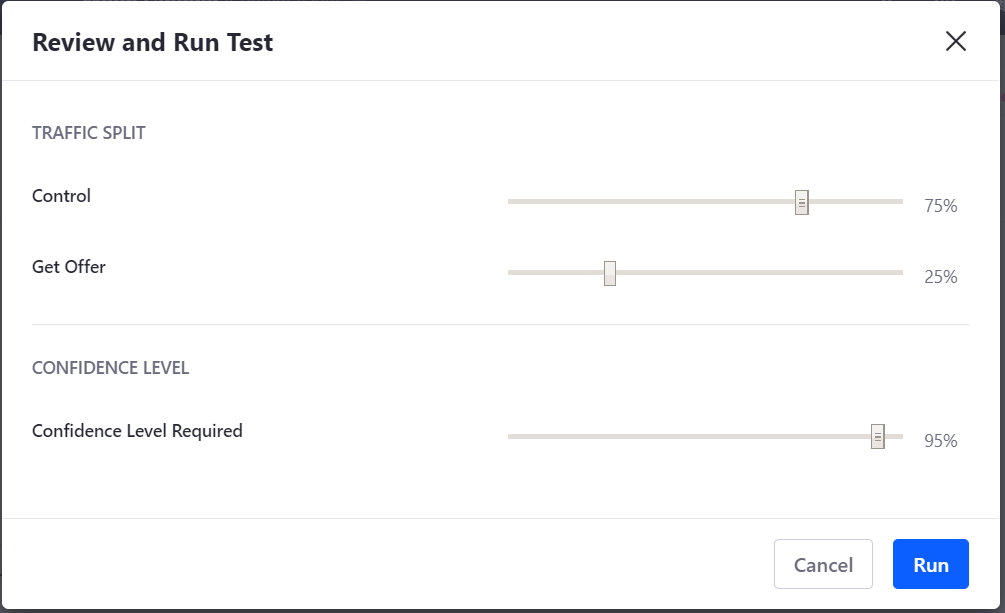 Review and Run Test
TRAFFIC SPLIT
Control
75%
Get Offer
25%
CONFIDENCE LEVEL
Confidence Level Required
95%
Cancel
Run